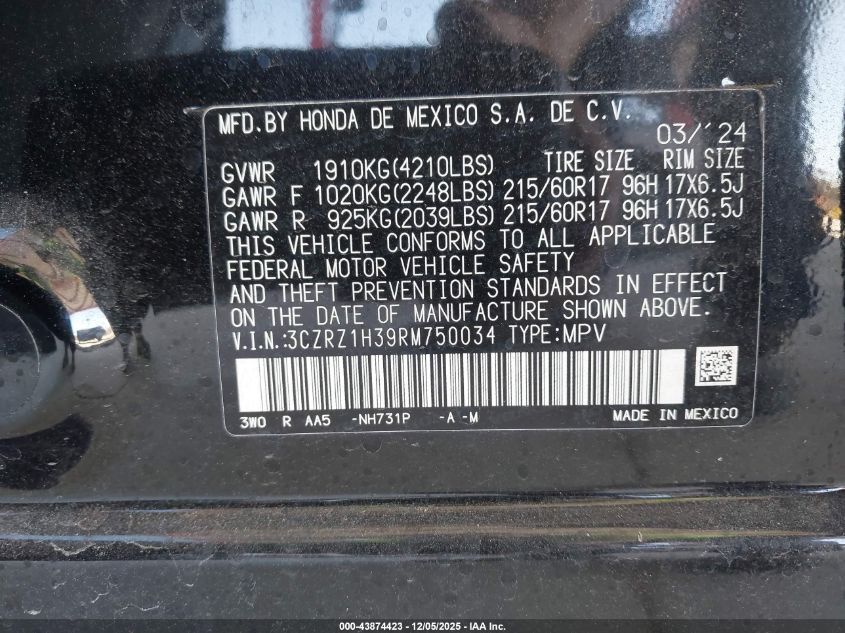 MFD.BY HONDA DE MEXICO S.A. DE C.V.
03/´24
GVWR 1910KG(4210LBS) TIRE SIZE RIM SIZE
GAWR F 1020KG(2248LBS) 215/60R17 96H 17X6.5J
GAWR R 925KG(2039LBS) 215/60R17 96H 17X6.5J
THIS VEHICLE CONFORMS TO ALL APPLICABLE
FEDERAL MOTOR VEHICLE SAFETY
AND THEFT PREVENTION STANDARDS IN EFFECT
ON THE DATE OF MANUFACTURE SHOWN ABOVE.
V.I.N.:3CZRZ1H39RM750034 TYPE:MPV
3WO R AA5 -NH731P -A -M MADE IN MEXICO
000-43874423 - 12/05/2025 - IAA Inc.